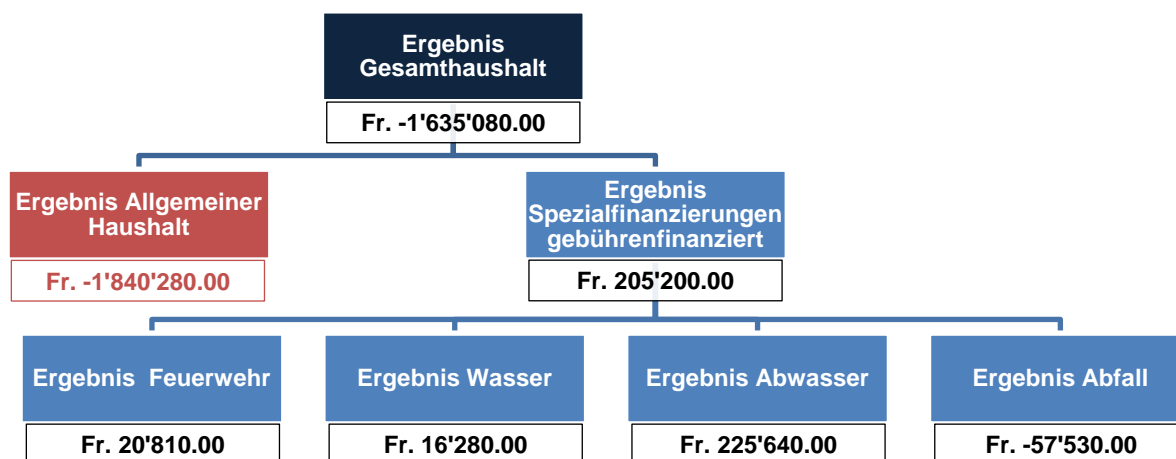 Ergebnis
Gesamthaushalt
Fr. -1'635'080.00
Ergebnis Allgemeiner
Haushalt
Fr. -1'840'280.00
Ergebnis
Spezialfinanzierungen
gebührenfinanziert
Fr. 205'200.00
Ergebnis Feuerwehr
Fr. 20'810.00
Ergebnis Wasser
Fr. 16'280.00
Ergebnis Abwasser
Fr. 225'640.00
Ergebnis Abfall
Fr. -57'530.00